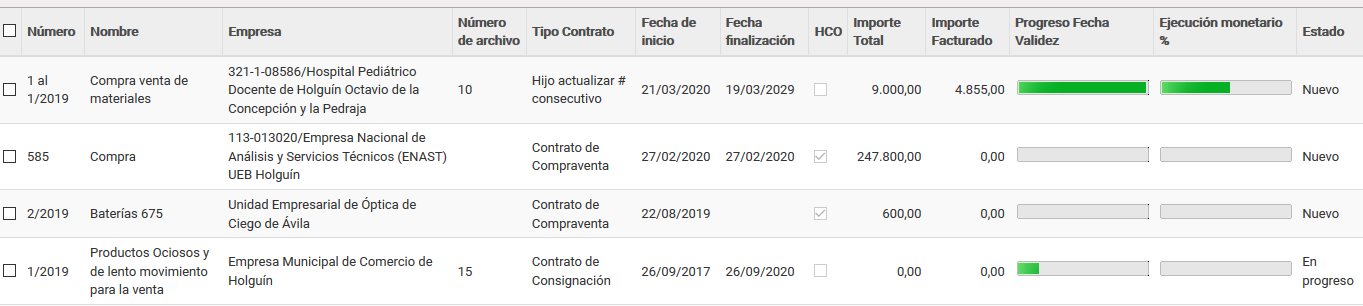 Número Nombre Empresa Número de archivo Tipo Contrato Fecha de inicio Fecha finalización HCO Importe Total Importe Facturado Progreso Fecha Validez Ejecución monetario % Estado
1 al 1/2019 Compra venta de materiales 321-1-08586/Hospital Pediátrico Docente de Holguín Octavio de la Concepción y la Pedraja 10 Hijo actualizar # consecutivo 21/03/2020 19/03/2029 9.000,00 4.855,00 Nuevo
585 Compra 113-013020/Empresa Nacional de Análisis y Servicios Técnicos (ENAST) UEB Holguín Contrato de Compraventa 27/02/2020 27/02/2020 247.800,00 0,00 Nuevo
2/2019 Baterías 675 Unidad Empresarial de Óptica de Ciego de Ávila Contrato de Compraventa 22/08/2019 600,00 0,00 Nuevo
1/2019 Productos Ociosos y de lento movimiento para la venta Empresa Municipal de Comercio de Holguín 15 Contrato de Consignación 26/09/2017 26/09/2020 0,00 0,00 En progreso